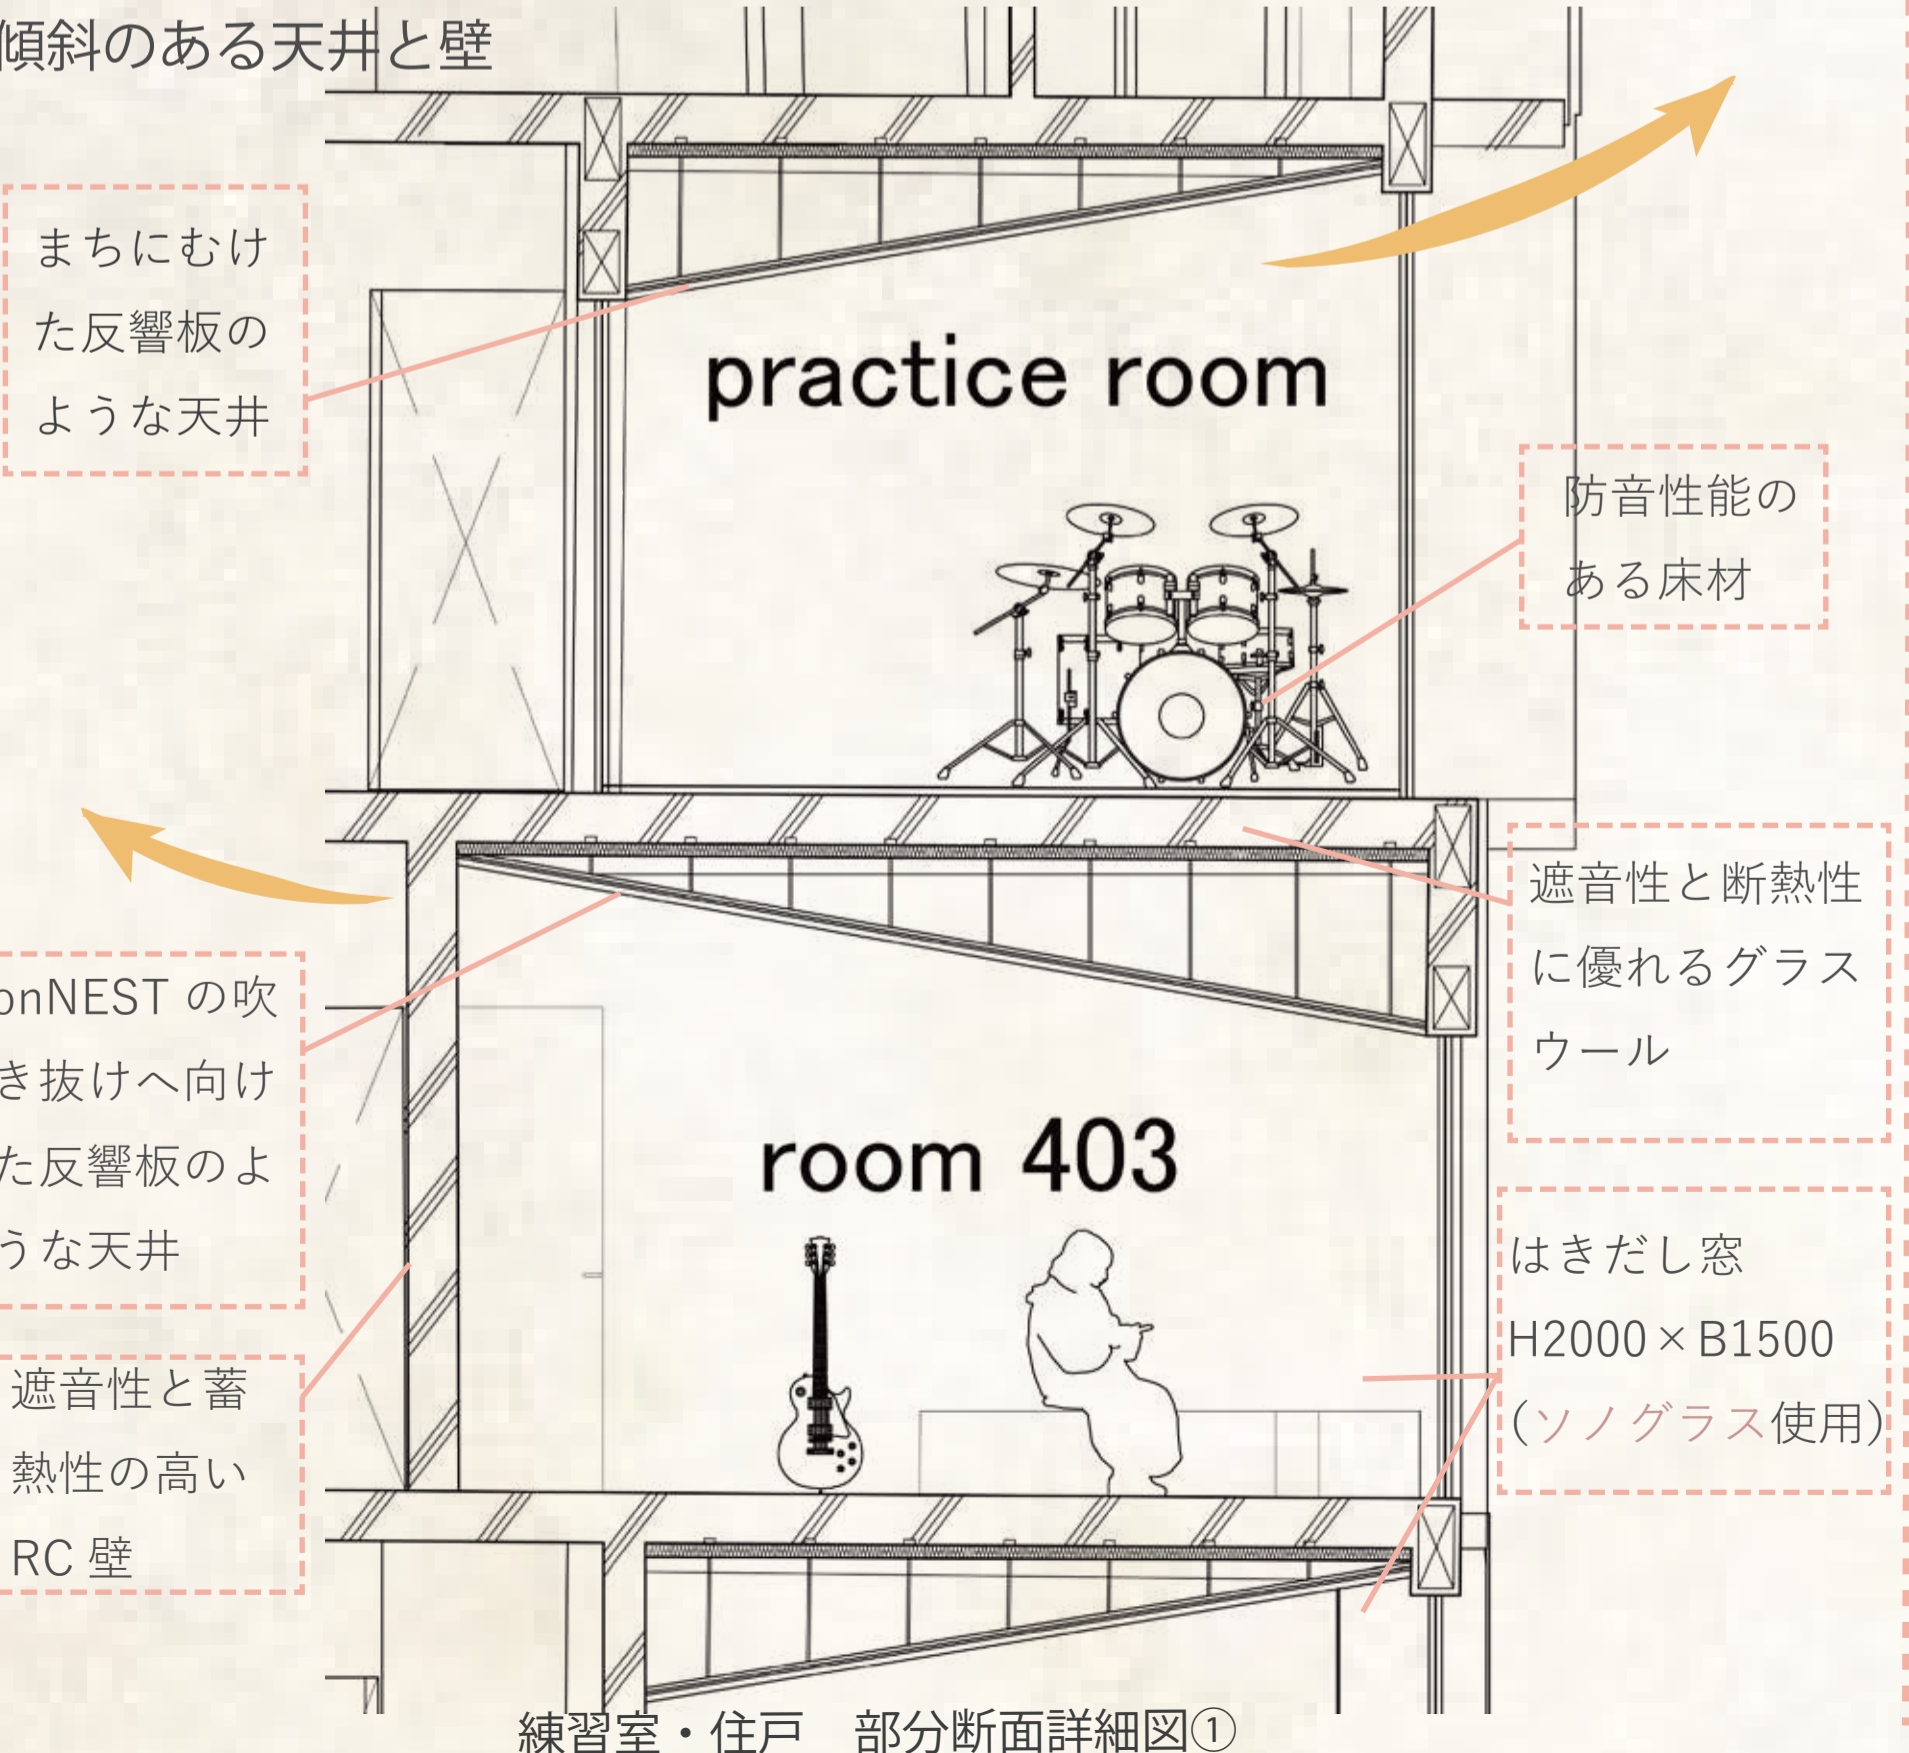 傾斜のある天井と壁
まちにむけ
た反響板の
ような天井
practice room
防音性能の
ある床材
遮音性と断熱性
に優れるグラス
ウール
onNEST の吹
き抜けへ向け
た反響板のよ
うな天井
room 403
はきだし窓
H2000×B1500
(ソノグラス使用)
遮音性と蓄
熱性の高い
RC 壁
練習室・住戸　部分断面詳細図①